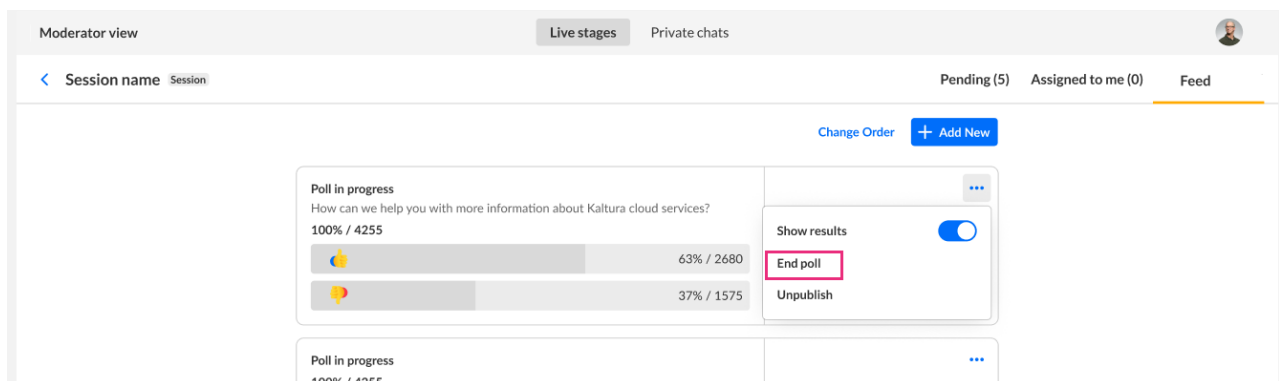 Moderator view
Live stages
Private chats
Session name Session
Pending (5)
Assigned to me (0)
Feed
Change Order
+ Add New
Poll in progress
How can we help you with more information about Kaltura cloud services?
100% / 4255
63% / 2680
37% / 1575
Show results
End poll
Unpublish
Poll in progress
100% / 4255